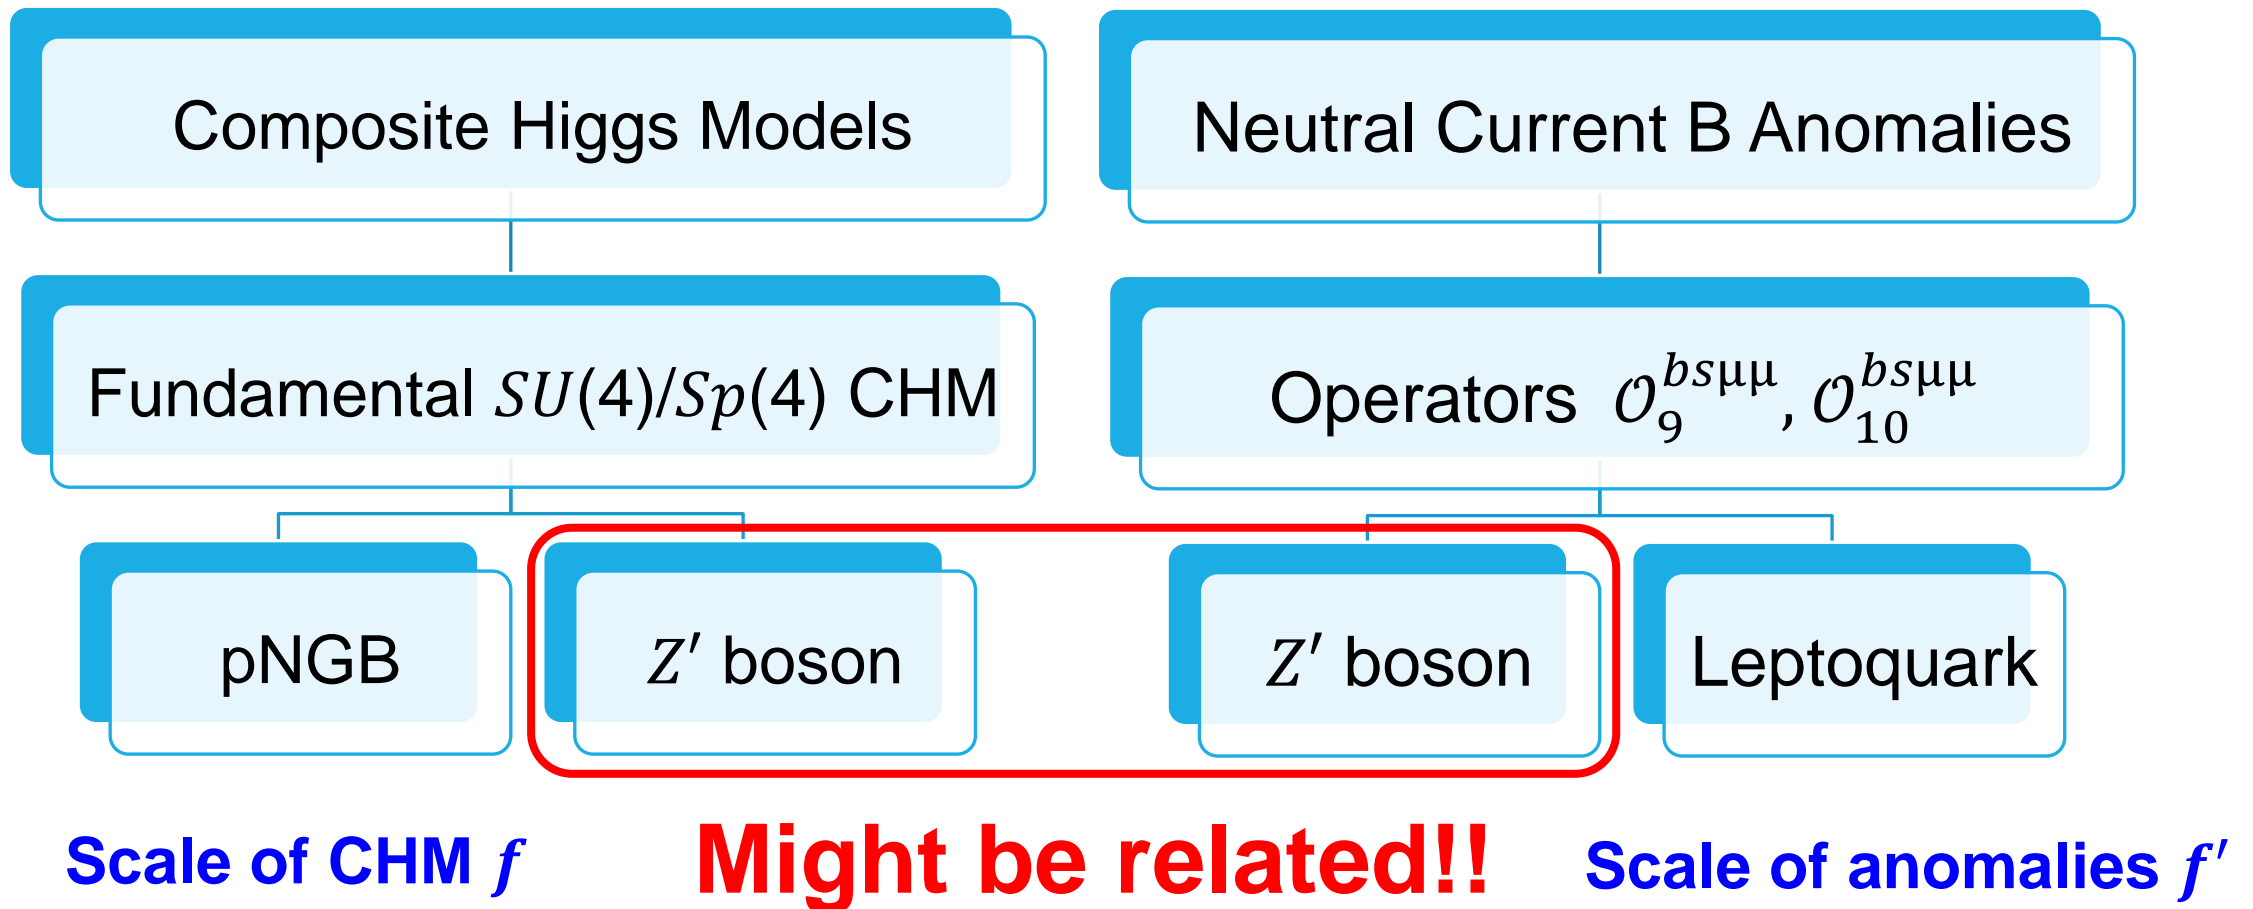 Composite Higgs Models
Neutral Current B Anomalies
Fundamental 𝑆𝑈(4)/𝑆𝑝(4) CHM
Operators 𝒪₉^{𝑏𝑠μμ}, 𝒪₁₀^{𝑏𝑠μμ}
pNGB
𝑍′ boson
𝑍′ boson
Leptoquark
Scale of CHM 𝒇
Might be related!!
Scale of anomalies 𝒇′